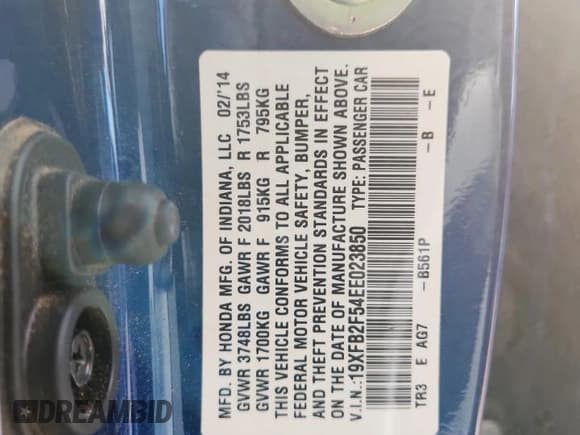 MFD. BY HONDA MFG. OF INDIANA, LLC 02/'14
GVWR 3748LBS GAWR F 2018LBS R 1753LBS
GVWR 1700KG GAWR F 915KG R 795KG
THIS VEHICLE CONFORMS TO ALL APPLICABLE
FEDERAL MOTOR VEHICLE SAFETY, BUMPER,
AND THEFT PREVENTION STANDARDS IN EFFECT
ON THE DATE OF MANUFACTURE SHOWN ABOVE.
V.I.N.:19XFB2F54EE023850 TYPE: PASSENGER CAR
TR3 E AG7 -B561P -B -E
DREAMBID